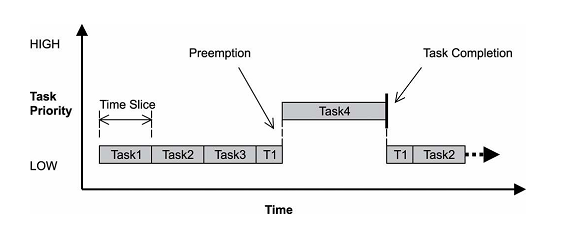 HIGH
Preemption
Task Completion
Task
Priority
Time Slice
Task4
Task1
Task2
Task3
T1
T1
Task2
LOW
Time